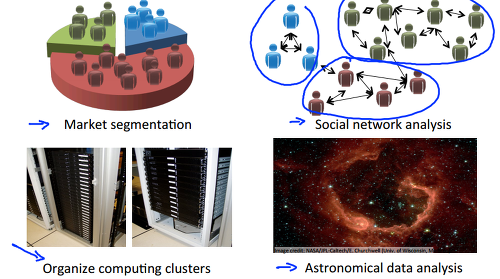 Market segmentation
Social network analysis
Image credit: NASA/JPL-Caltech/E. Churchwell (Univ. of Wisconsin, M
Organize computing clusters
Astronomical data analysis